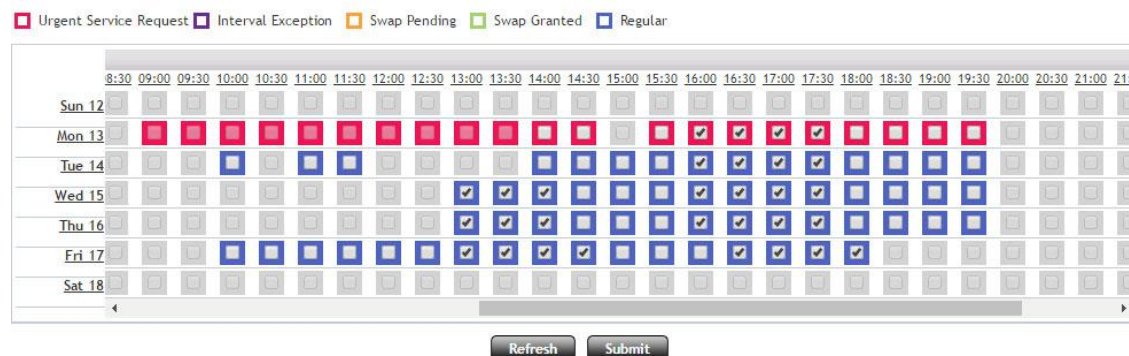 Urgent Service Request Interval Exception Swap Pending Swap Granted Regular
8:30 09:00 09:30 10:00 10:30 11:00 11:30 12:00 12:30 13:00 13:30 14:00 14:30 15:00 15:30 16:00 16:30 17:00 17:30 18:00 18:30 19:00 19:30 20:00 20:30 21:00 21:
Sun 12
Mon 13
Tue 14
Wed 15
Thu 16
Fri 17
Sat 18
Refresh Submit